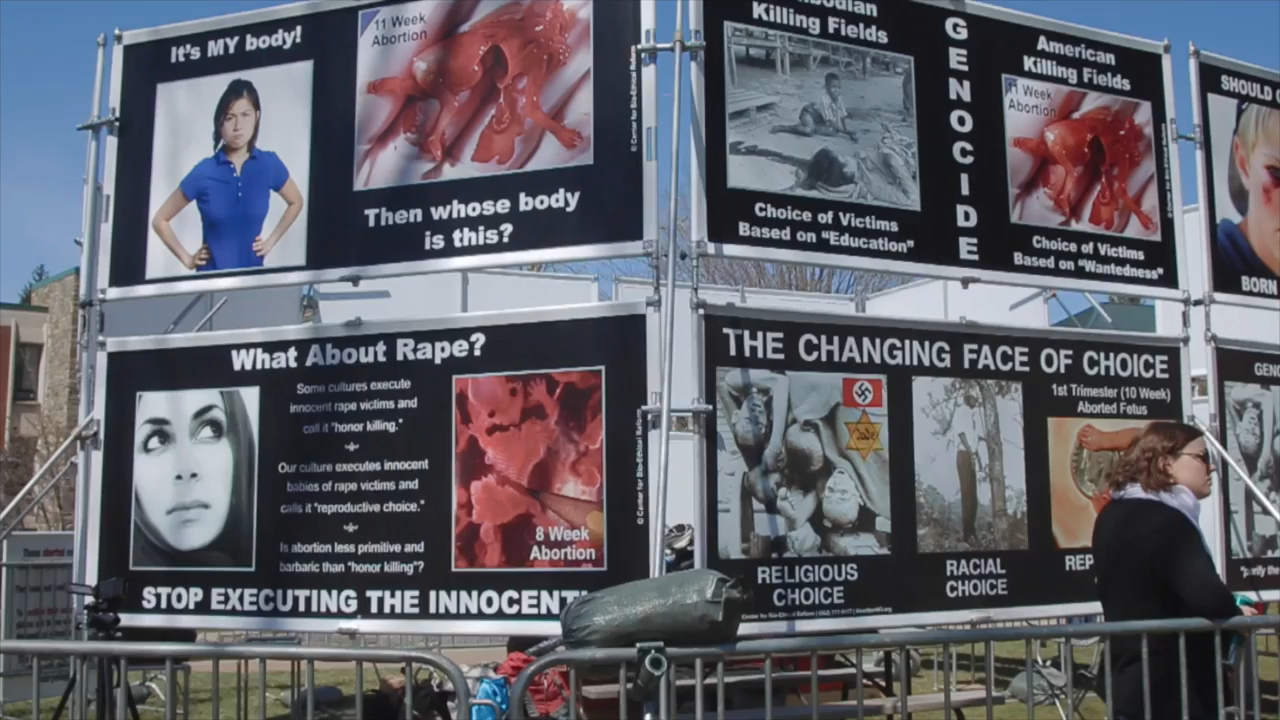 It's MY body!
11 Week
Abortion
Then whose body
is this?
Killing Fields
Choice of Victims
Based on “Education”
GENOCIDE
American
Killing Fields
11 Week
Abortion
Choice of Victims
Based on “Wantedness”
SHOULD
BORN
What About Rape?
Some cultures execute
innocent rape victims and
call it "honor killing."
Our culture executes innocent
babies of rape victims and
calls it "reproductive choice."
Is abortion less primitive and
barbaric than "honor killing"?
8 Week
Abortion
STOP EXECUTING THE INNOCENT!
THE CHANGING FACE OF CHOICE
Jude
RELIGIOUS
CHOICE
RACIAL
CHOICE
1st Trimester (10 Week)
Aborted Fetus
REP